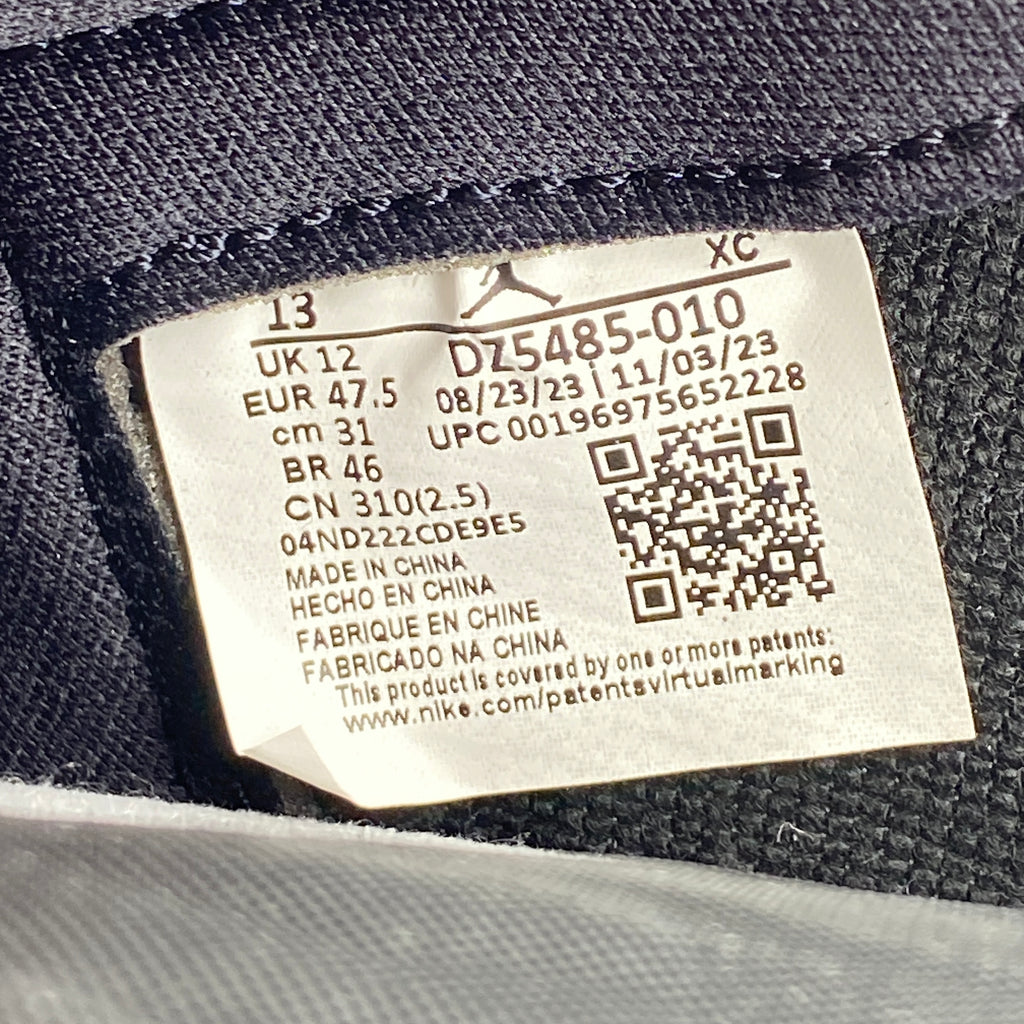 13 XC
UK 12
EUR 47.5
cm 31
BR 46
CN 310(2.5)
DZ5485-010
08/23/23 | 11/03/23
UPC 00196975652228
04ND222CDE9E5
MADE IN CHINA
HECHO EN CHINA
FABRIQUE EN CHINE
FABRICADO NA CHINA
This product is covered by one or more patents:
www.nike.com/patentsvirtualmarking